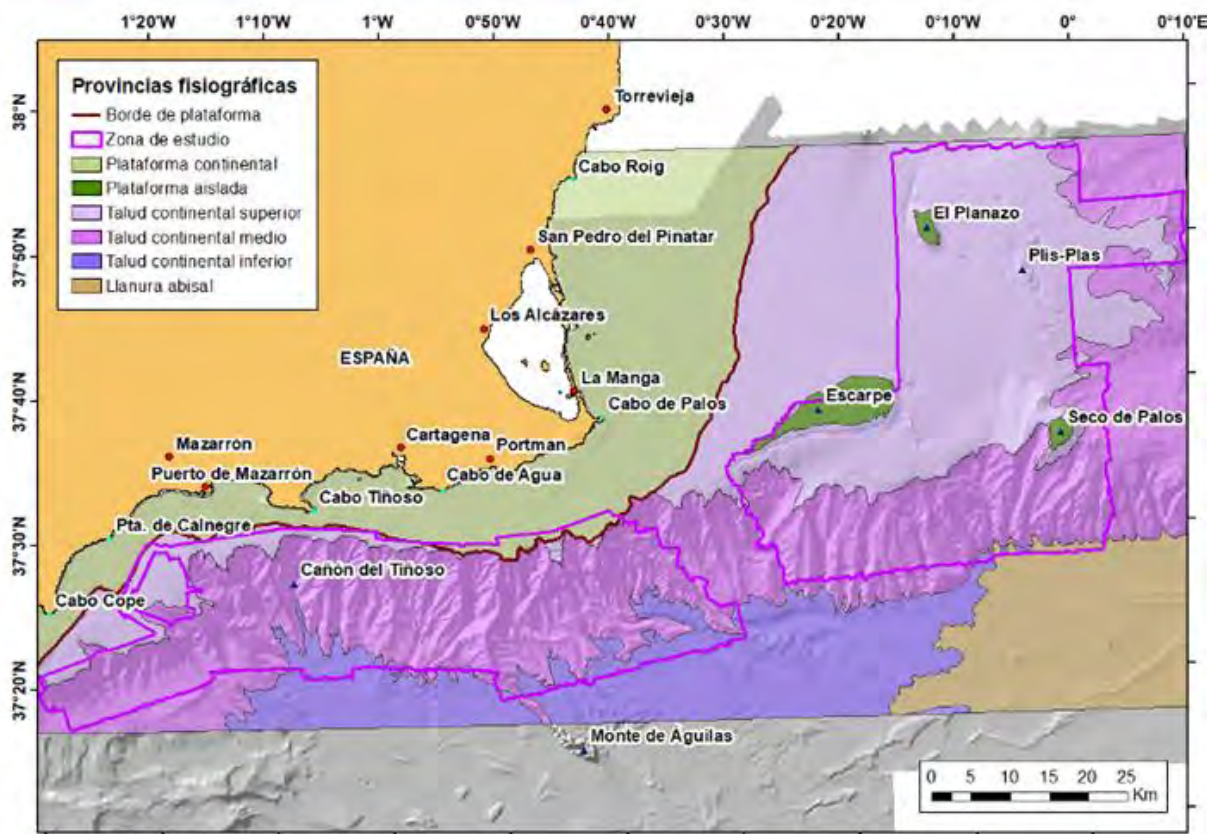 1°20'W 1°10'W 1°W 0°50'W 0°40'W 0°30'W 0°20'W 0°10'W 0° 0°10'E
38°N
37°50'N
37°40'N
37°30'N
37°20'N
Provincias fisiográficas
Borde de plataforma
Zona de estudio
Plataforma continental
Plataforma aislada
Talud continental superior
Talud continental medio
Talud continental inferior
Llanura abisal
Torrevieja
Cabo Roig
San Pedro del Pinatar
El Planazo
Plis-Plas
Los Alcázares
ESPAÑA
La Manga
Cabo de Palos
Escarpe
Seco de Palos
Mazarrón
Cartagena
Portman
Puerto de Mazarrón
Cabo de Agua
Cabo Tiñoso
Pta. de Calnegre
Cañón del Tiñoso
Cabo Cope
Monte de Aguilas
0 5 10 15 20 25
Km